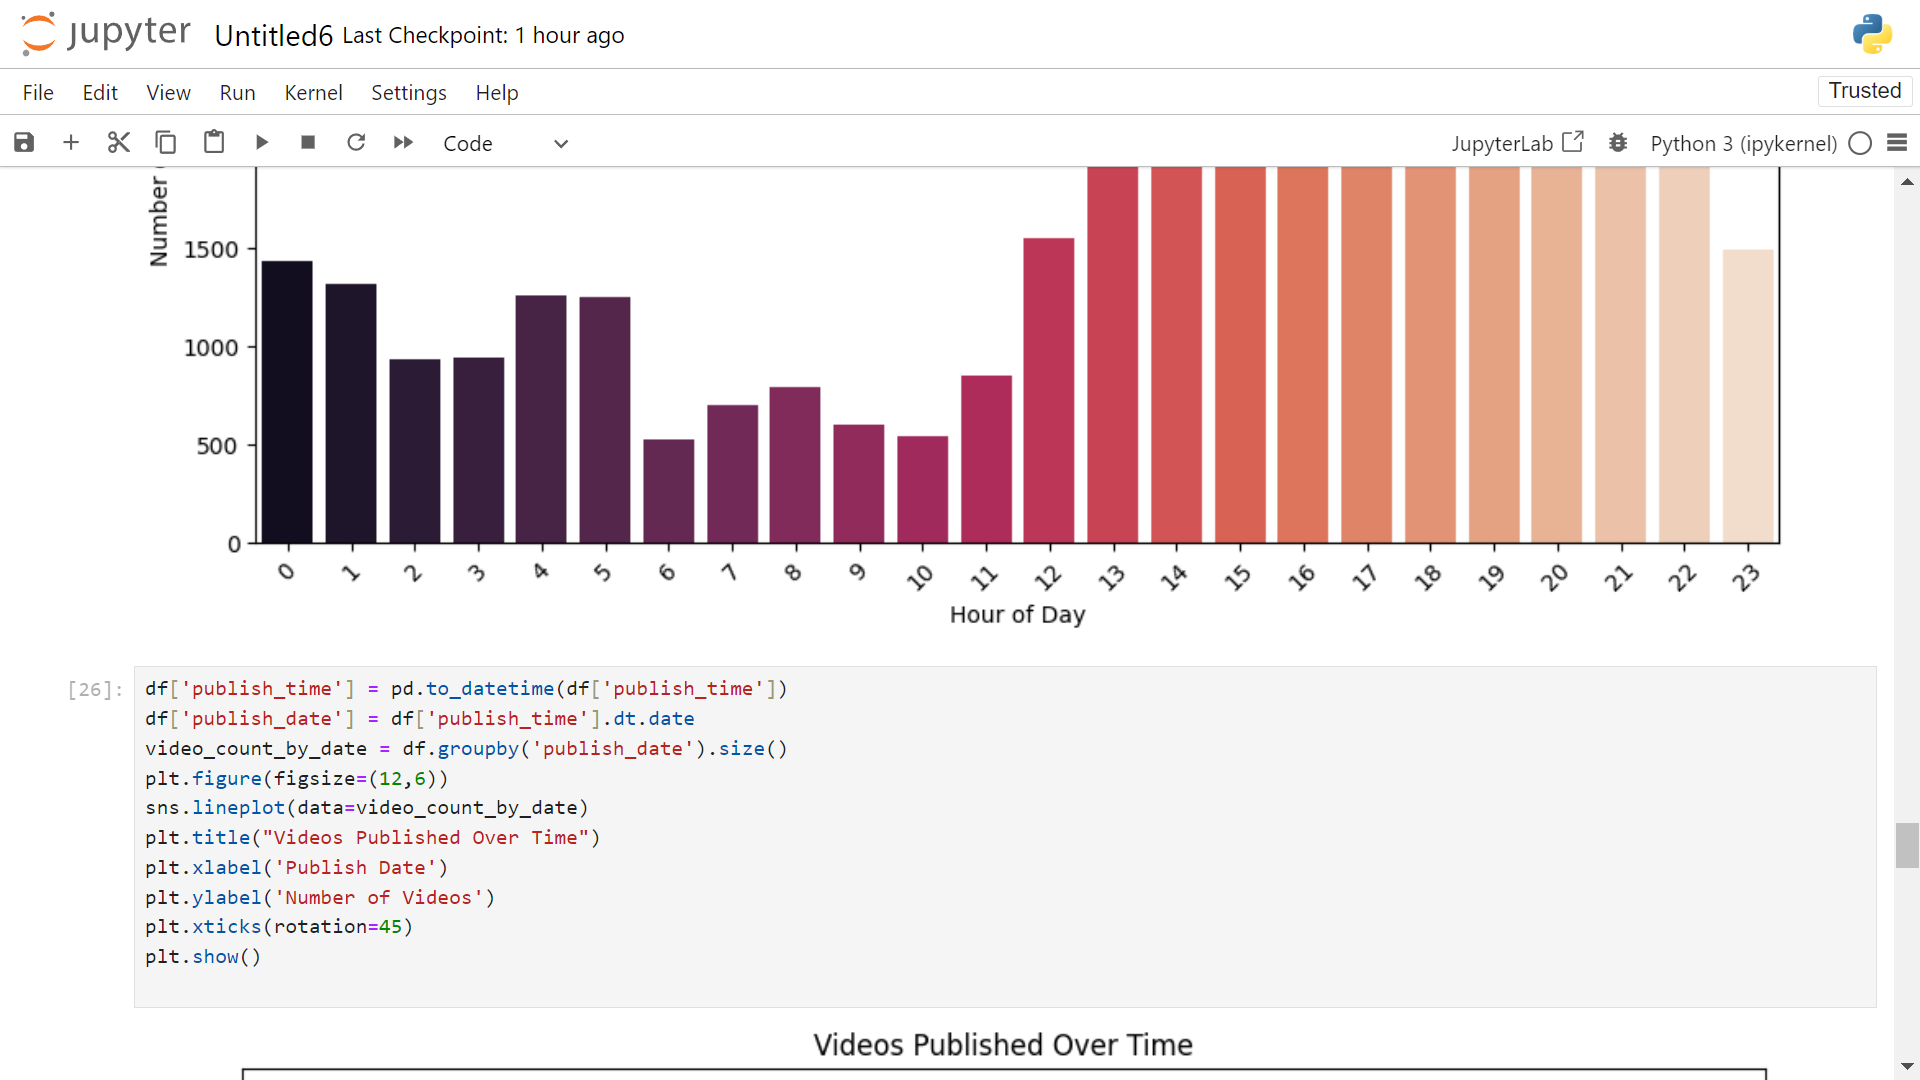 jupyter Untitled6 Last Checkpoint: 1 hour ago
File Edit View Run Kernel Settings Help Trusted
Code JupyterLab Python 3 (ipykernel)
Number
1500
1000
500
0
0 1 2 3 4 5 6 7 8 9 10 11 12 13 14 15 16 17 18 19 20 21 22 23
Hour of Day
[26]:
df['publish_time'] = pd.to_datetime(df['publish_time'])
df['publish_date'] = df['publish_time'].dt.date
video_count_by_date = df.groupby('publish_date').size()
plt.figure(figsize=(12,6))
sns.lineplot(data=video_count_by_date)
plt.title("Videos Published Over Time")
plt.xlabel('Publish Date')
plt.ylabel('Number of Videos')
plt.xticks(rotation=45)
plt.show()
Videos Published Over Time